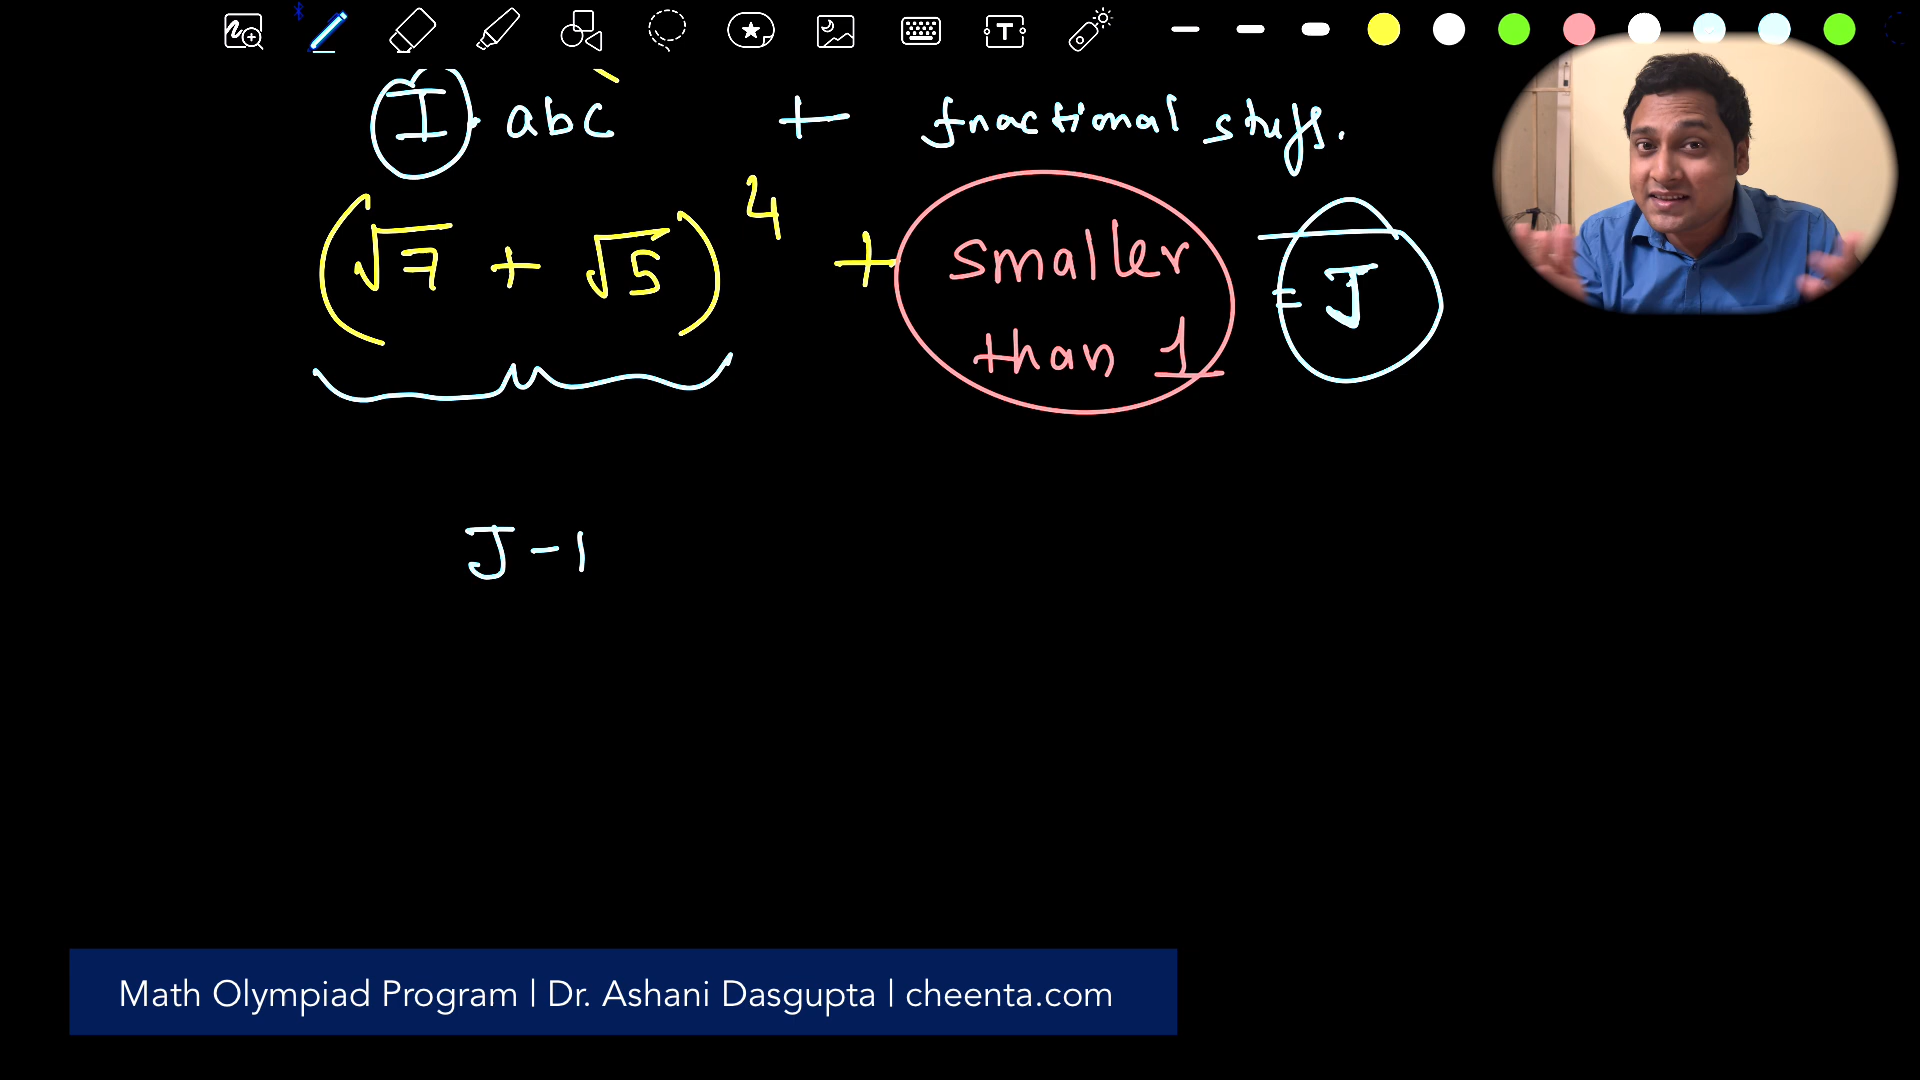 I. abc + fractional stuff.
(√7 + √5)⁴ + smaller than 1 = J
J - 1
Math Olympiad Program | Dr. Ashani Dasgupta | cheenta.com